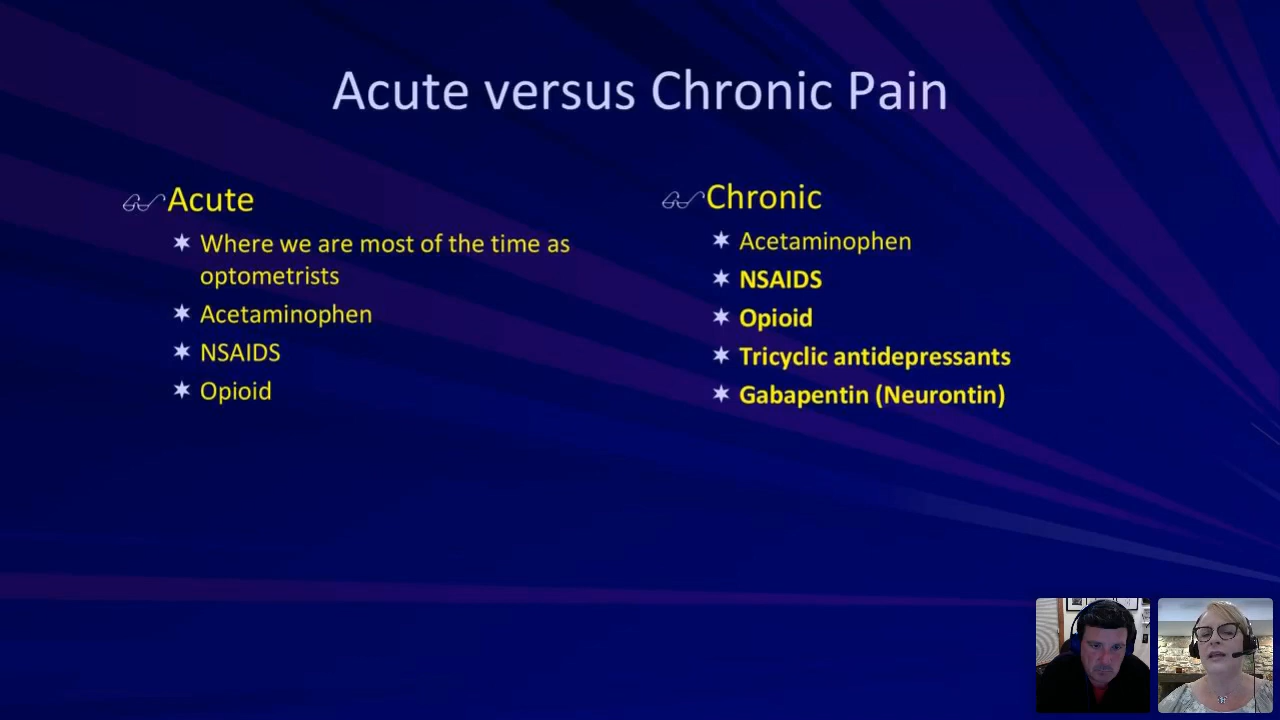 Acute versus Chronic Pain
Acute
Where we are most of the time as
optometrists
Acetaminophen
NSAIDS
Opioid
Chronic
Acetaminophen
NSAIDS
Opioid
Tricyclic antidepressants
Gabapentin (Neurontin)